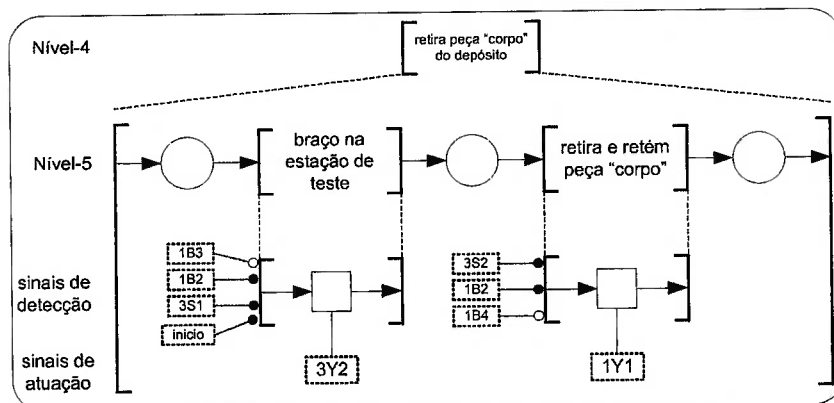 Nível-4
retira peça "corpo"
do depósito
Nível-5
braço na
estação de
teste
retira e retém
peça "corpo"
sinais de
detecção
1B3
1B2
3S1
inicio
3S2
1B2
1B4
sinais de
atuação
3Y2
1Y1